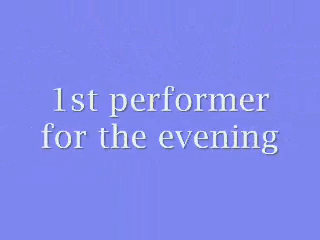 1st performer
for the evening